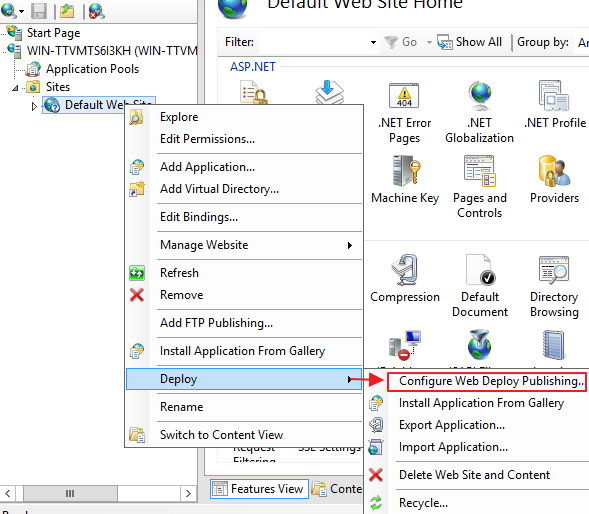 Default Web Site Home
Start Page
WIN-TTVMTS6I3KH (WIN-TTVM
Application Pools
Sites
Default Web Site
Filter:
Go
Show All
Group by:
ASP.NET
.NET Error Pages
.NET Globalization
.NET Profile
Machine Key
Pages and Controls
Providers
Compression
Default Document
Directory Browsing
Explore
Edit Permissions...
Add Application...
Add Virtual Directory...
Edit Bindings...
Manage Website
Refresh
Remove
Add FTP Publishing...
Install Application From Gallery
Deploy
Rename
Switch to Content View
Configure Web Deploy Publishing...
Install Application From Gallery
Export Application...
Import Application...
Delete Web Site and Content
Recycle...
Request Filtering
SSL Settings
Features View
Conte
404